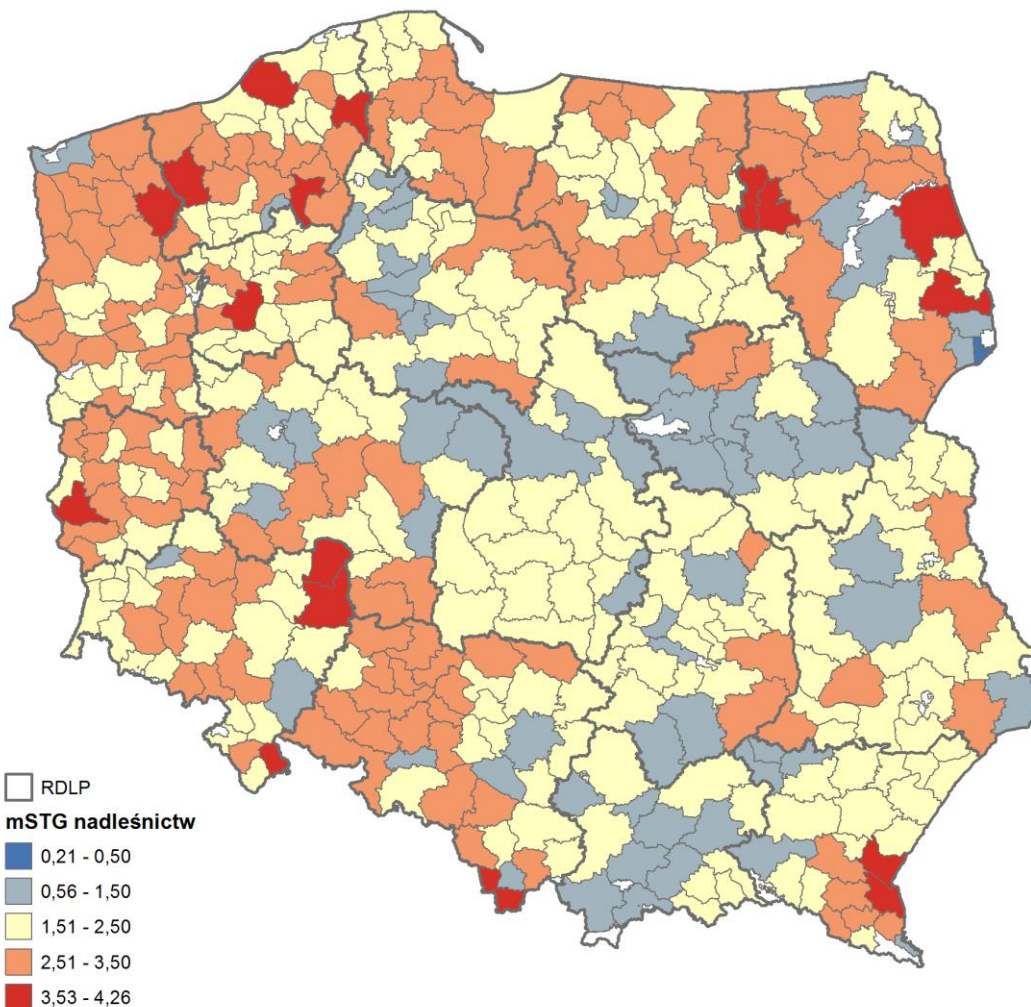 RDLP
mSTG nadleśnictw
0,21 - 0,50
0,56 - 1,50
1,51 - 2,50
2,51 - 3,50
3,53 - 4,26